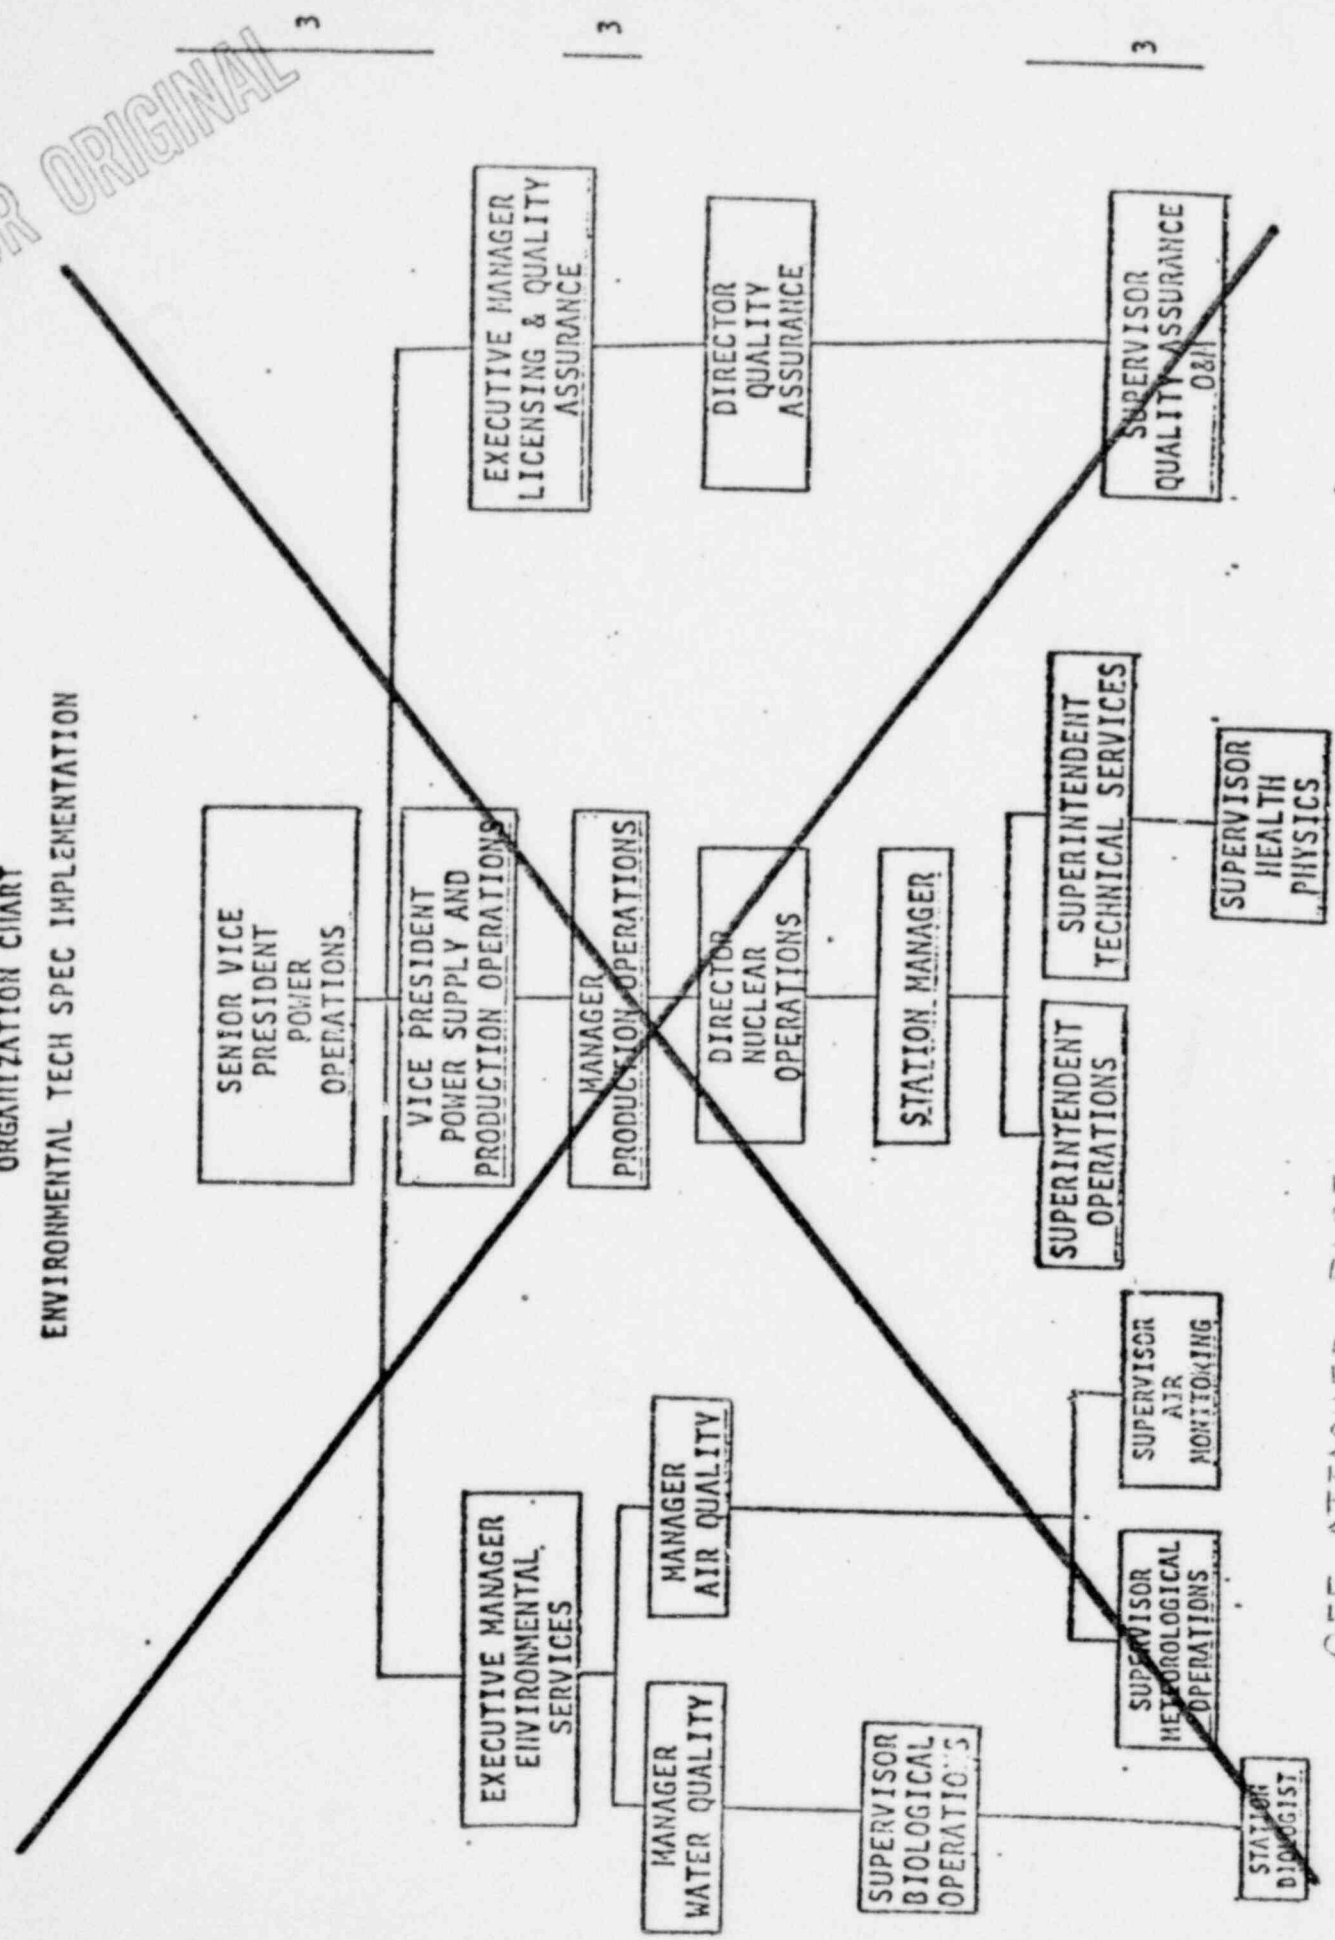 ORIGINAL
ORGANIZATION CHART
ENVIRONMENTAL TECH SPEC IMPLEMENTATION
SENIOR VICE
PRESIDENT
POWER
OPERATIONS
VICE PRESIDENT
POWER SUPPLY AND
PRODUCTION OPERATIONS
3
MANAGER
PRODUCTION OPERATIONS
3
DIRECTOR
NUCLEAR
OPERATIONS
STATION MANAGER
SUPERINTENDENT
OPERATIONS
SUPERINTENDENT
TECHNICAL SERVICES
SUPERVISOR
HEALTH
PHYSICS
EXECUTIVE MANAGER
ENVIRONMENTAL
SERVICES
MANAGER
WATER QUALITY
MANAGER
AIR QUALITY
SUPERVISOR
BIOLOGICAL
OPERATIONS
SUPERVISOR
METEOROLOGICAL
OPERATIONS
SUPERVISOR
AIR
MONITORING
STATION
BIOLOGIST
EXECUTIVE MANAGER
LICENSING & QUALITY
ASSURANCE
DIRECTOR
QUALITY
ASSURANCE
SUPERVISOR
QUALITY ASSURANCE
O&M
3
SEE ATTACHED